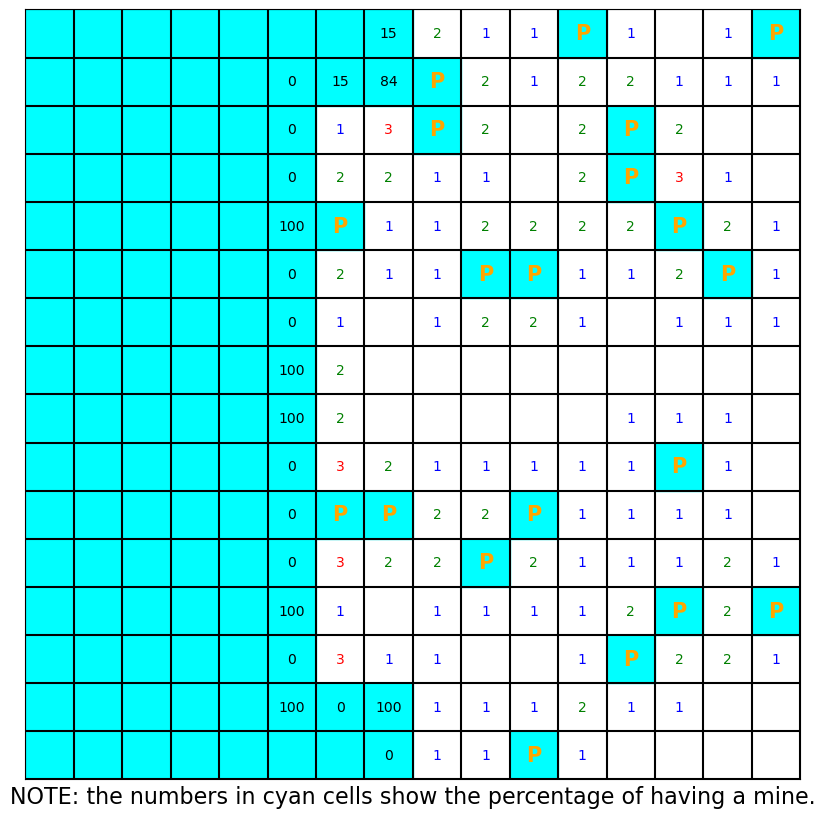 15 2 1 1 P 1 1 P
0 15 84 P 2 1 2 2 1 1 1
0 1 3 P 2 2 P 2
0 2 2 1 1 2 P 3 1
100 P 1 1 2 2 2 2 P 2 1
0 2 1 1 P P 1 1 2 P 1
0 1 1 2 2 1 1 1 1
100 2
100 2 1 1 1
0 3 2 1 1 1 1 1 P 1
0 P P 2 2 P 1 1 1 1
0 3 2 2 P 2 1 1 1 2 1
100 1 1 1 1 1 2 P 2 P
0 3 1 1 1 P 2 2 1
100 0 100 1 1 1 2 1 1
0 1 1 P 1
NOTE: the numbers in cyan cells show the percentage of having a mine.